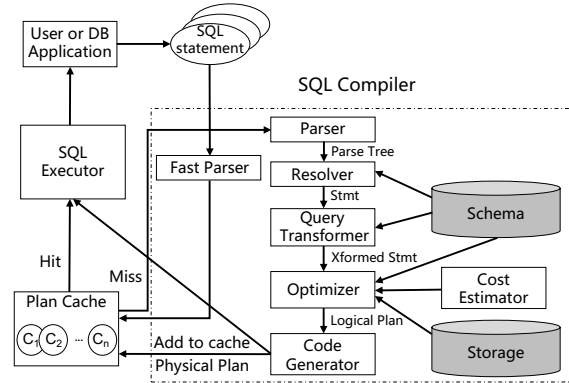 User or DB
Application
SQL
statement
SQL Compiler
Parser
Parse Tree
SQL
Executor
Fast Parser
Resolver
Stmt
Query
Transformer
Schema
Xformed Stmt
Hit
Miss
Optimizer
Cost
Estimator
Plan Cache
C1 C2 ... Cn
Logical Plan
Add to cache
Physical Plan
Code
Generator
Storage